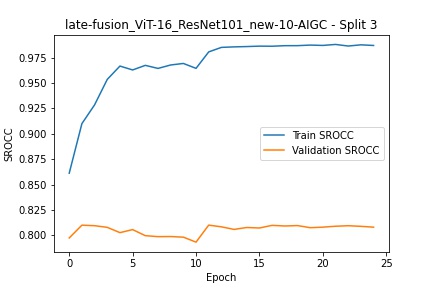 late-fusion_ViT-16_ResNet101_new-10-AIGC - Split 3
0.975
0.950
0.925
0.900
0.875
0.850
0.825
0.800
SROCC
Train SROCC
Validation SROCC
0 5 10 15 20 25
Epoch